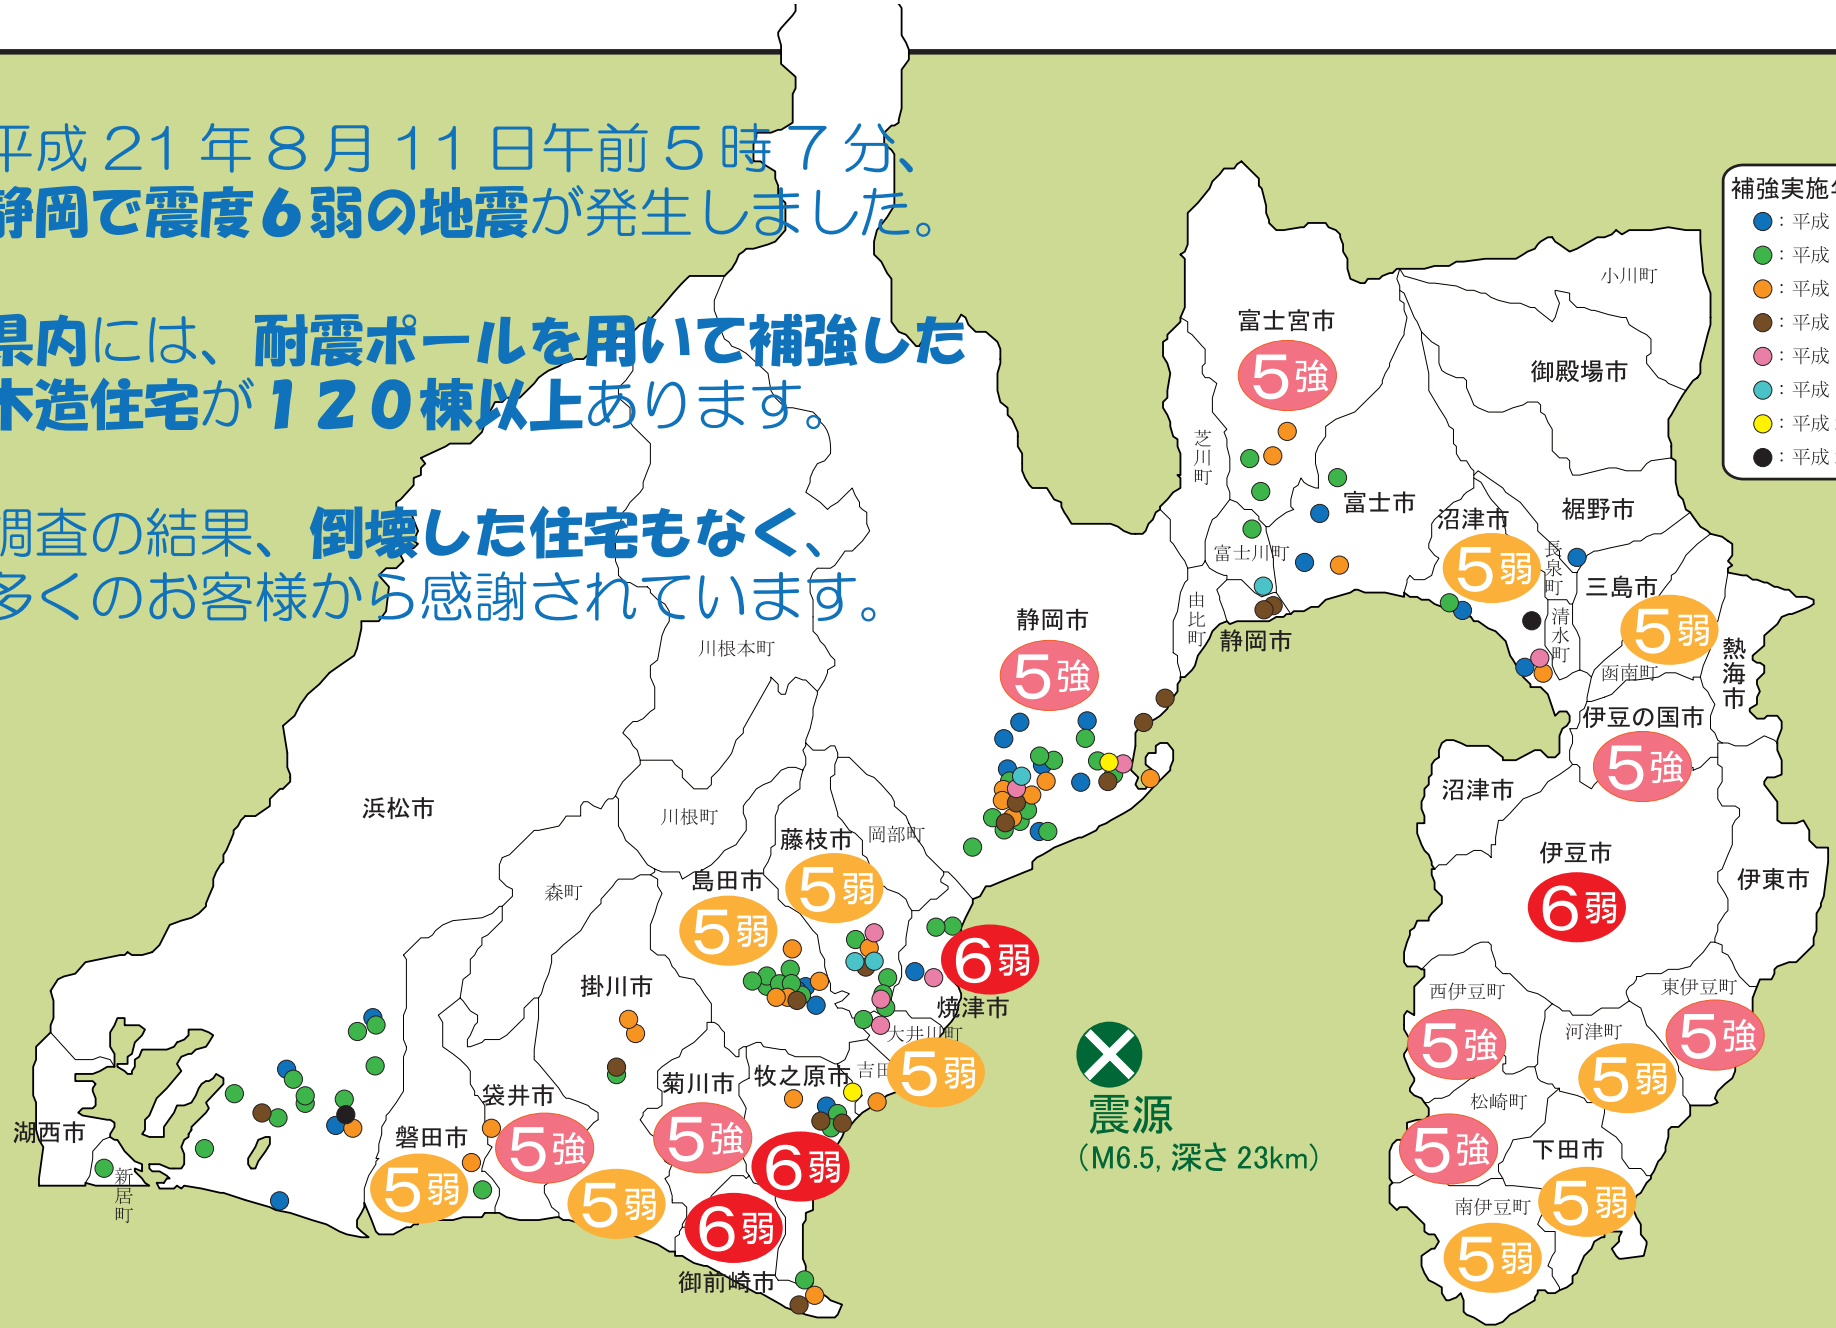 平成21年8月11日午前5時7分、
静岡で震度6弱の地震が発生しました。
県内には、耐震ポールを用いて補強した
木造住宅が120棟以上あります。
調査の結果、倒壊した住宅もなく、
多くのお客様から感謝されています。
補強実施
：平成
：平成
：平成
：平成
：平成
：平成
：平成
：平成
小川町
富士宮市
5強
御殿場市
芝川町
富士市
沼津市
5弱
裾野市
長泉町
富士川町
三島市
5弱
清水町
由比町
静岡市
静岡市
5強
函南町
熱海市
川根本町
伊豆の国市
5強
沼津市
浜松市
川根町
藤枝市
5弱
岡部町
伊豆市
6弱
伊東市
島田市
5弱
森町
6弱
焼津市
掛川市
西伊豆町
5強
東伊豆町
5強
大井川町
河津町
5弱
震源
(M6.5, 深さ 23km)
吉田
5弱
牧之原市
6弱
菊川市
5強
袋井市
5強
松崎町
5強
湖西市
新居町
磐田市
5弱
5弱
下田市
5弱
南伊豆町
5弱
6弱
御前崎市